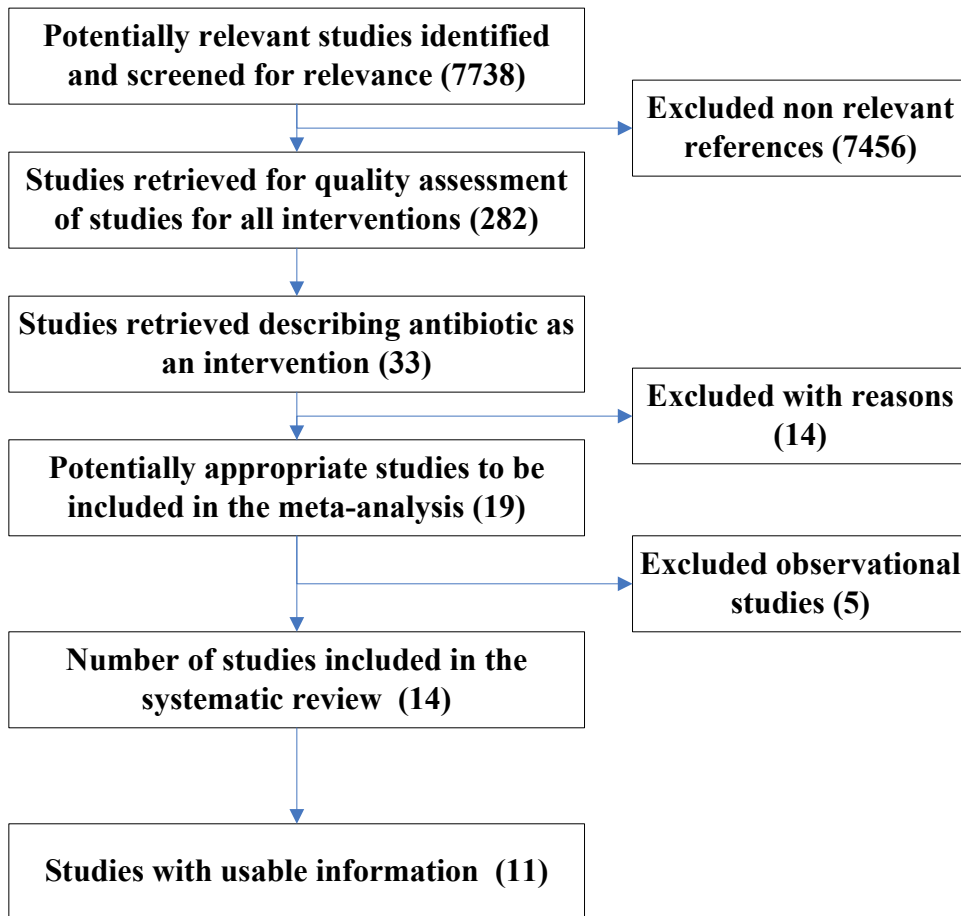 Potentially relevant studies identified
and screened for relevance (7738)
Excluded non relevant
references (7456)
Studies retrieved for quality assessment
of studies for all interventions (282)
Studies retrieved describing antibiotic as
an intervention (33)
Excluded with reasons
(14)
Potentially appropriate studies to be
included in the meta-analysis (19)
Excluded observational
studies (5)
Number of studies included in the
systematic review (14)
Studies with usable information (11)